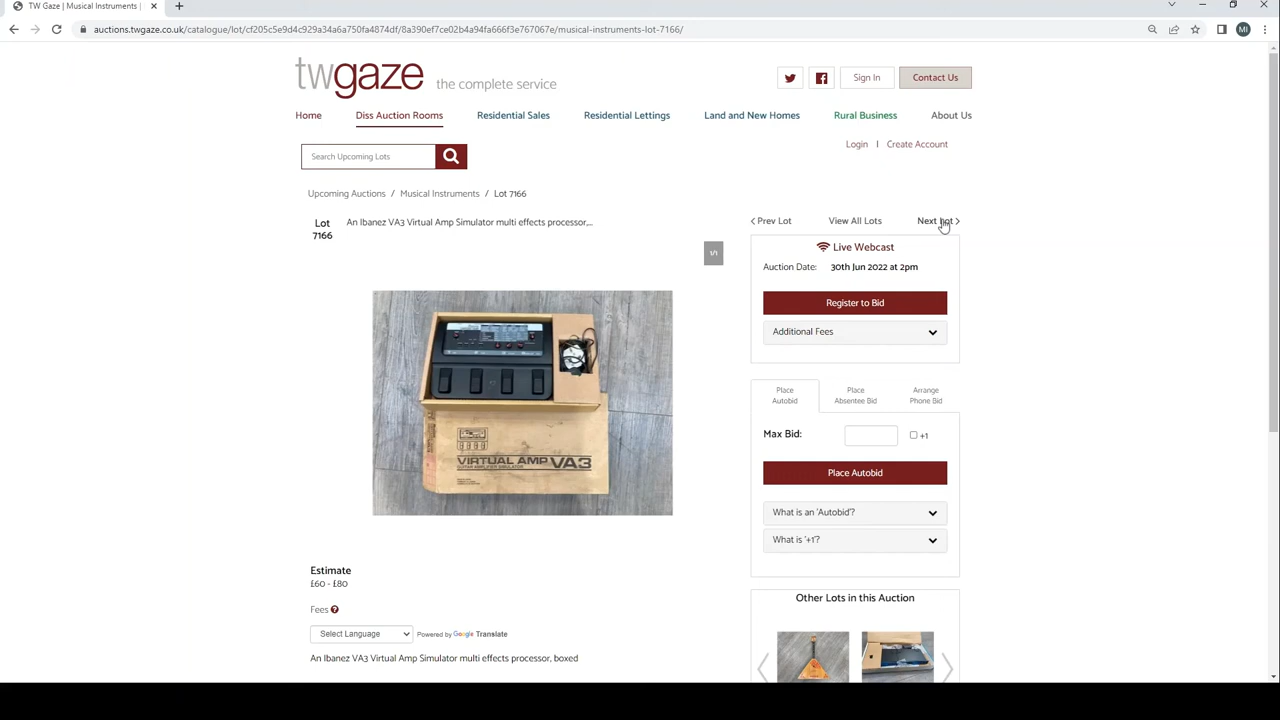 TW Gaze | Musical Instruments |
auctions.twgaze.co.uk/catalogue/lot/cf205c5e9d4c929a34a6a750fa4874df/8a390ef7ce02b4a94fa666f3e767067e/musical-instruments-lot-7166/
MI
twgaze the complete service
Sign In
Contact Us
Home
Diss Auction Rooms
Residential Sales
Residential Lettings
Land and New Homes
Rural Business
About Us
Search Upcoming Lots
Login | Create Account
Upcoming Auctions / Musical Instruments / Lot 7166
Lot
7166
An Ibanez VA3 Virtual Amp Simulator multi effects processor,...
1/1
VIRTUAL AMP VA3
GUITAR AMPLIFIER SIMULATOR
Estimate
£60 - £80
Fees
Select Language
Powered by Google Translate
An Ibanez VA3 Virtual Amp Simulator multi effects processor, boxed
Prev Lot
View All Lots
Next Lot
Live Webcast
Auction Date: 30th Jun 2022 at 2pm
Register to Bid
Additional Fees
Place
Autobid
Place
Absentee Bid
Arrange
Phone Bid
Max Bid:
+1
Place Autobid
What is an 'Autobid'?
What is '+1'?
Other Lots in this Auction